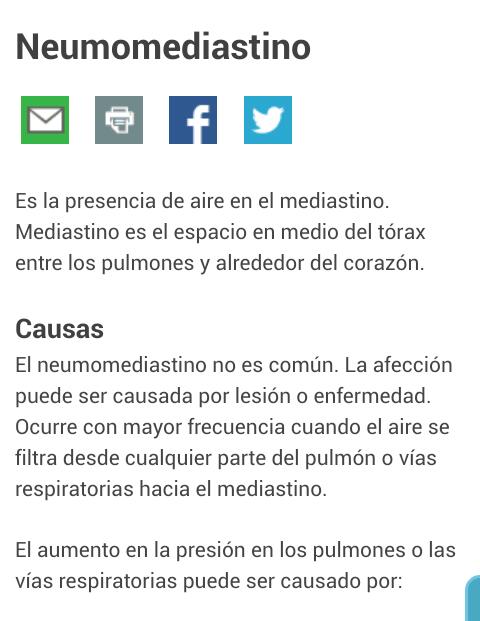 Neumomediastino
Es la presencia de aire en el mediastino.
Mediastino es el espacio en medio del tórax
entre los pulmones y alrededor del corazón.
Causas
El neumomediastino no es común. La afección
puede ser causada por lesión o enfermedad.
Ocurre con mayor frecuencia cuando el aire se
filtra desde cualquier parte del pulmón o vías
respiratorias hacia el mediastino.
El aumento en la presión en los pulmones o las
vías respiratorias puede ser causado por: